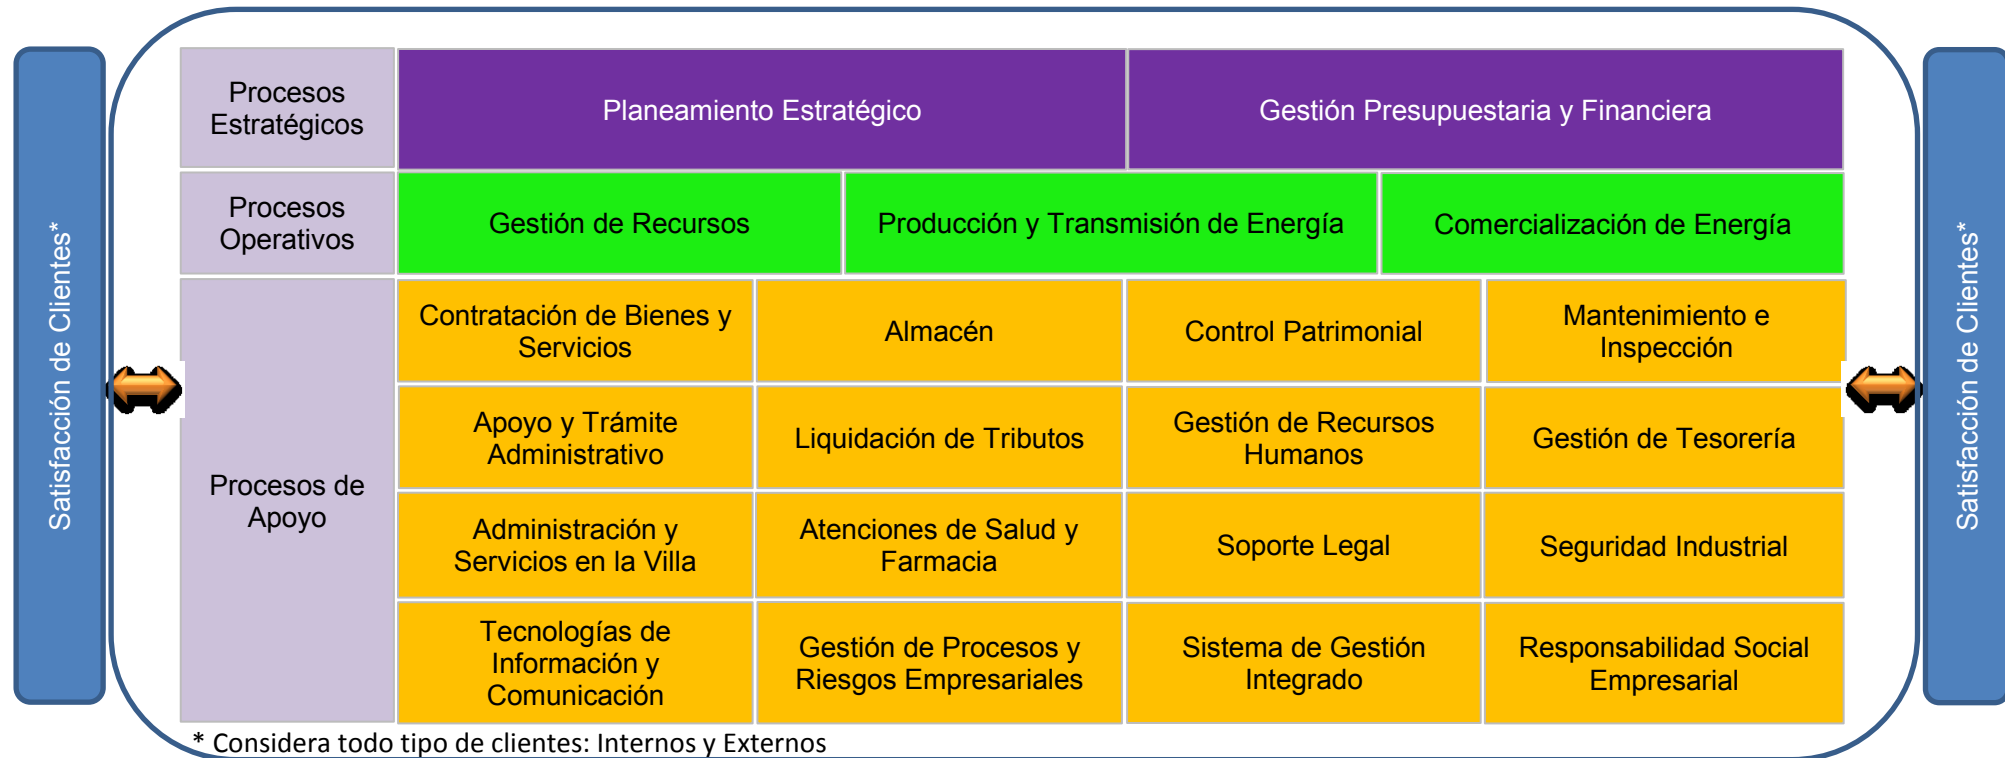 Satisfacción de Clientes*
Procesos
Estratégicos
Planeamiento Estratégico
Gestión Presupuestaria y Financiera
Procesos
Operativos
Gestión de Recursos
Producción y Transmisión de Energía
Comercialización de Energía
Procesos de
Apoyo
Contratación de Bienes y
Servicios
Almacén
Control Patrimonial
Mantenimiento e
Inspección
Apoyo y Trámite
Administrativo
Liquidación de Tributos
Gestión de Recursos
Humanos
Gestión de Tesorería
Administración y
Servicios en la Villa
Atenciones de Salud y
Farmacia
Soporte Legal
Seguridad Industrial
Tecnologías de
Información y
Comunicación
Gestión de Procesos y
Riesgos Empresariales
Sistema de Gestión
Integrado
Responsabilidad Social
Empresarial
Satisfacción de Clientes*
* Considera todo tipo de clientes: Internos y Externos